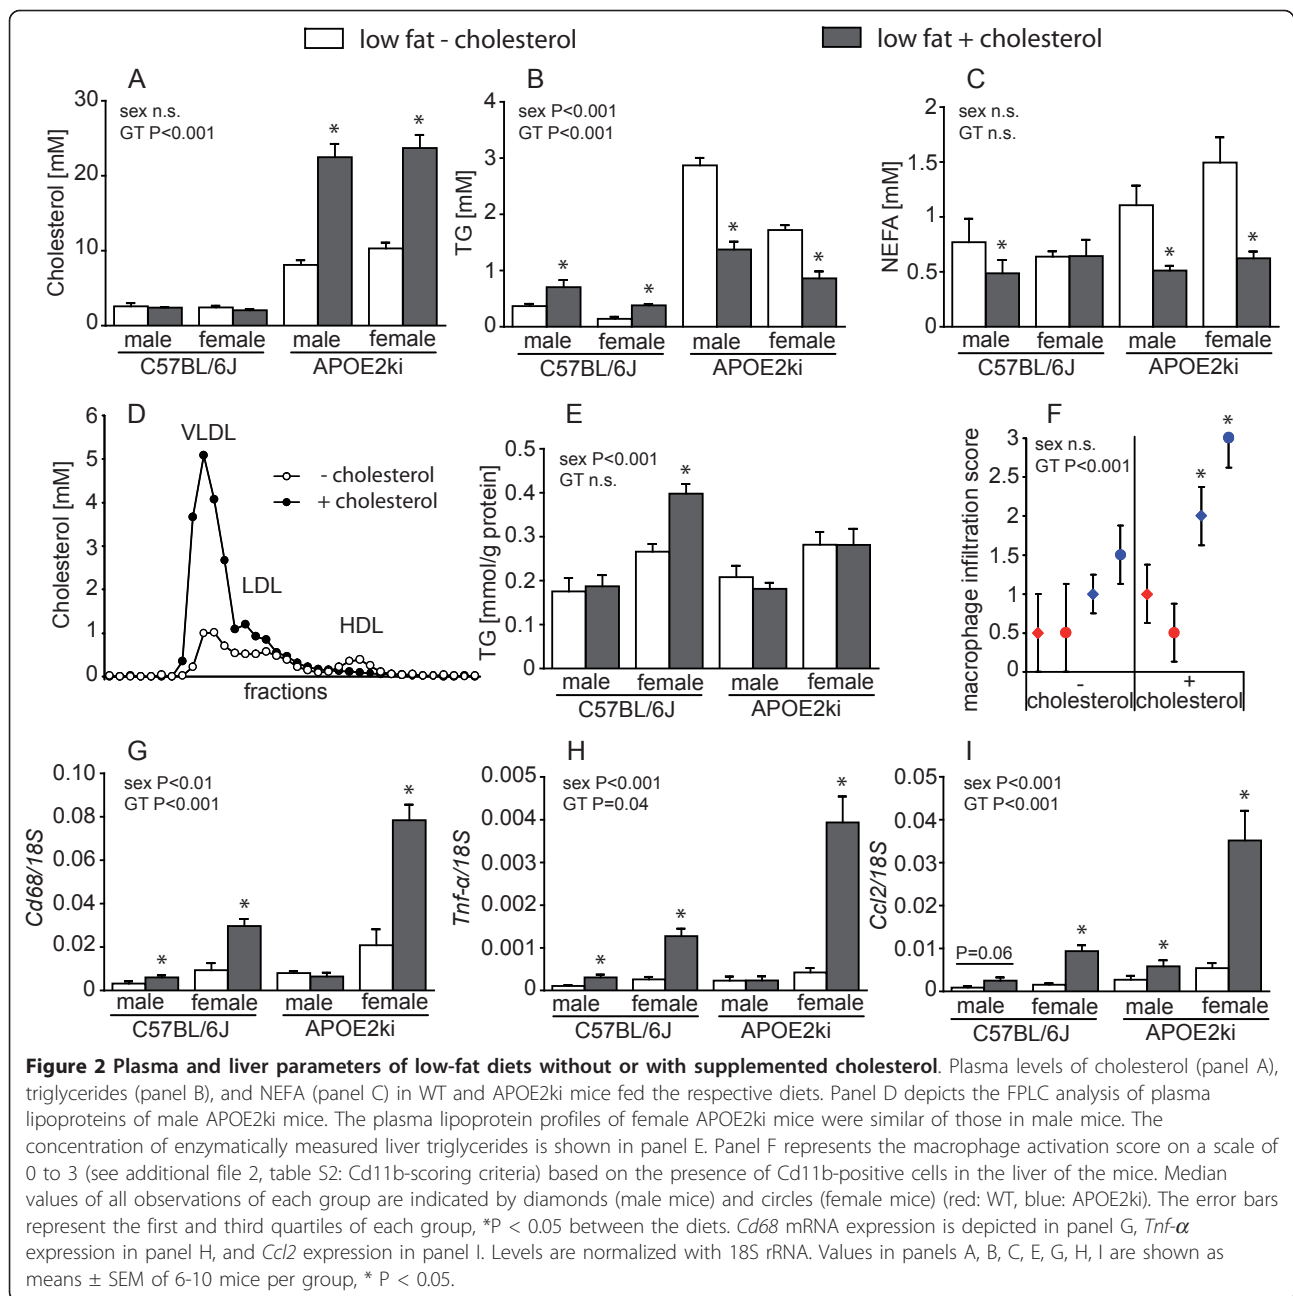 low fat - cholesterol low fat + cholesterol
A
30
20
10
0
Cholesterol [mM]
sex n.s.
GT P<0.001
* *
male female male female
C57BL/6J APOE2ki
B
4
3
2
1
0
TG [mM]
sex P<0.001
GT P<0.001
* * * *
male female male female
C57BL/6J APOE2ki
C
2
1.5
1
0.5
0
NEFA [mM]
sex n.s.
GT n.s.
* * *
male female male female
C57BL/6J APOE2ki
D
6
5
4
3
2
1
0
Cholesterol [mM]
VLDL
LDL
HDL
- cholesterol
+ cholesterol
fractions
E
0.5
0.4
0.3
0.2
0.1
0
TG [mmol/g protein]
sex P<0.001
GT n.s.
*
male female male female
C57BL/6J APOE2ki
F
3
2
1.5
1
0.5
0
macrophage infiltration score
sex n.s.
GT P<0.001
* *
- +
cholesterol cholesterol
G
0.10
0.08
0.06
0.04
0.02
0
Cd68/18S
sex P<0.01
GT P<0.001
* * *
male female male female
C57BL/6J APOE2ki
H
0.005
0.004
0.003
0.002
0.001
0
Tnf-α/18S
sex P<0.001
GT P=0.04
* * *
male female male female
C57BL/6J APOE2ki
I
0.05
0.04
0.03
0.02
0.01
0
Ccl2/18S
sex P<0.001
GT P<0.001
P=0.06
* * *
male female male female
C57BL/6J APOE2ki
Figure 2 Plasma and liver parameters of low-fat diets without or with supplemented cholesterol. Plasma levels of cholesterol (panel A),
triglycerides (panel B), and NEFA (panel C) in WT and APOE2ki mice fed the respective diets. Panel D depicts the FPLC analysis of plasma
lipoproteins of male APOE2ki mice. The plasma lipoprotein profiles of female APOE2ki mice were similar of those in male mice. The
concentration of enzymatically measured liver triglycerides is shown in panel E. Panel F represents the macrophage activation score on a scale of
0 to 3 (see additional file 2, table S2: Cd11b-scoring criteria) based on the presence of Cd11b-positive cells in the liver of the mice. Median
values of all observations of each group are indicated by diamonds (male mice) and circles (female mice) (red: WT, blue: APOE2ki). The error bars
represent the first and third quartiles of each group, *P < 0.05 between the diets. Cd68 mRNA expression is depicted in panel G, Tnf-α
expression in panel H, and Ccl2 expression in panel I. Levels are normalized with 18S rRNA. Values in panels A, B, C, E, G, H, I are shown as
means ± SEM of 6-10 mice per group, * P < 0.05.